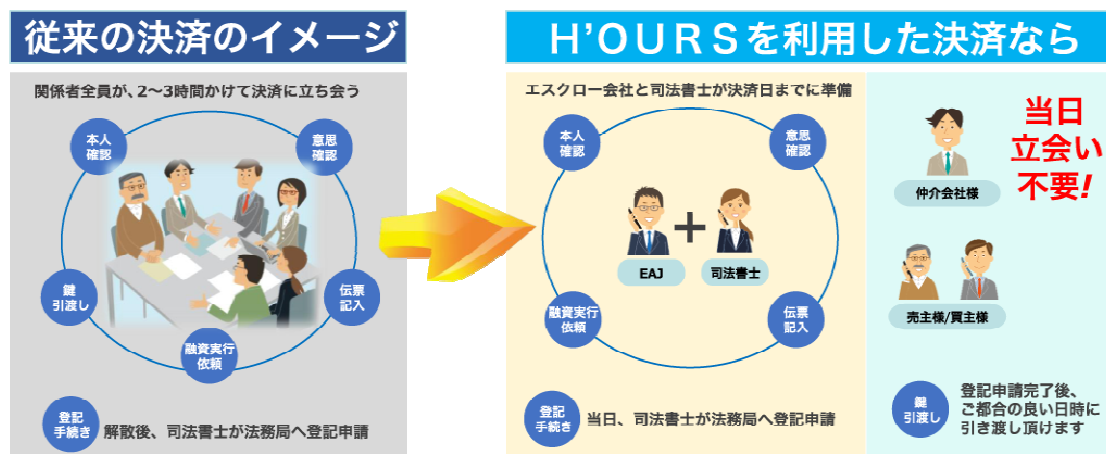 従来の決済のイメージ
関係者全員が、2〜3時間かけて決済に立ち会う
本人
確認
意思
確認
鍵
引渡し
伝票
記入
融資実行
依頼
登記
手続き
解散後、司法書士が法務局へ登記申請
H’OURSを利用した決済なら
エスクロー会社と司法書士が決済日までに準備
本人
確認
意思
確認
EAJ
+
司法書士
融資実行
依頼
伝票
記入
登記
手続き
当日、司法書士が法務局へ登記申請
当日
立会い
不要!
仲介会社様
売主様/買主様
鍵
引渡し
登記申請完了後、
ご都合の良い日時に
引き渡し頂けます